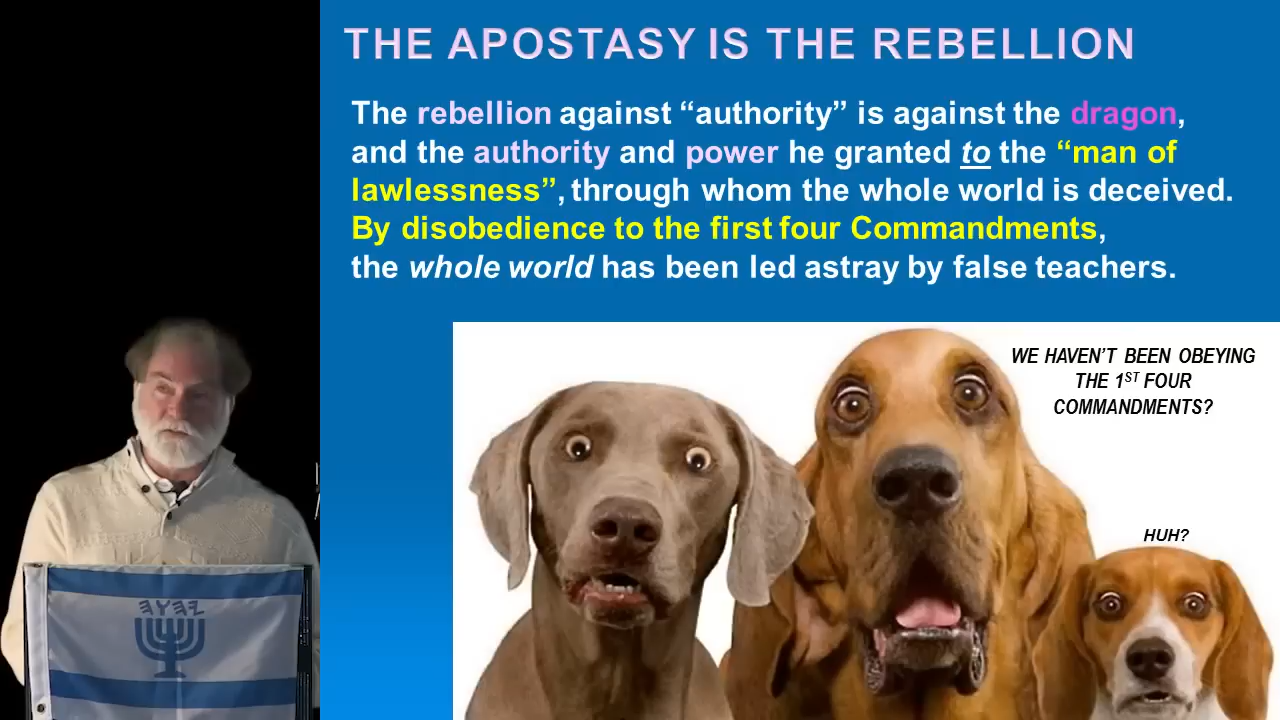 THE APOSTASY IS THE REBELLION
The rebellion against “authority” is against the dragon,
and the authority and power he granted to the “man of
lawlessness”, through whom the whole world is deceived.
By disobedience to the first four Commandments,
the whole world has been led astray by false teachers.
WE HAVEN’T BEEN OBEYING
THE 1ST FOUR
COMMANDMENTS?
HUH?
𐤉𐤄𐤅𐤄